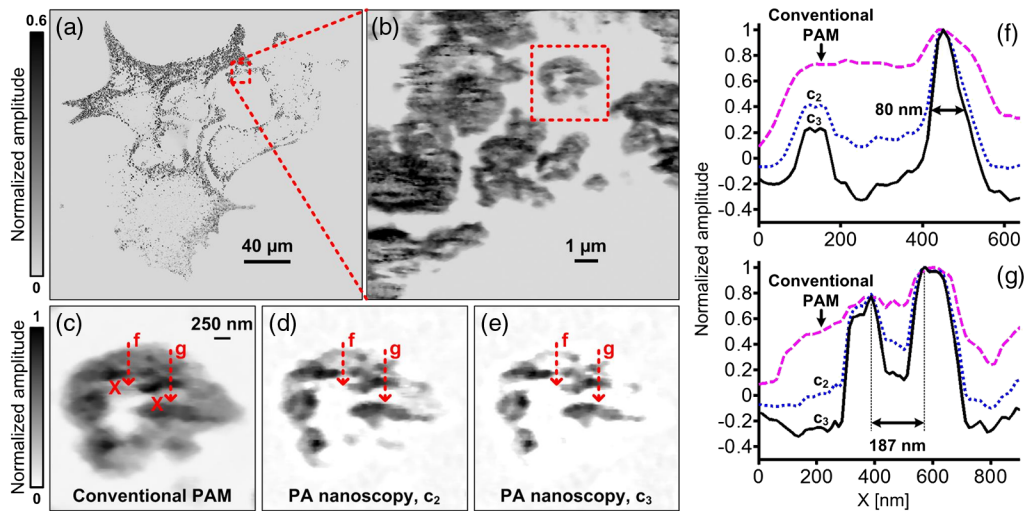 0.6
Normalized amplitude
0
(a)
40 µm
(b)
1 µm
1
Normalized amplitude
0
(c)
250 nm
f
g
X
X
Conventional PAM
(d)
f
g
PA nanoscopy, c2
(e)
f
g
PA nanoscopy, c3
Normalized amplitude
(f)
Conventional
PAM
c2
c3
80 nm
1
0.8
0.6
0.4
0.2
0
-0.2
-0.4
0 200 400 600
(g)
Conventional
PAM
c2
c3
187 nm
1
0.8
0.6
0.4
0.2
0
-0.2
-0.4
0 200 400 600 800
X [nm]